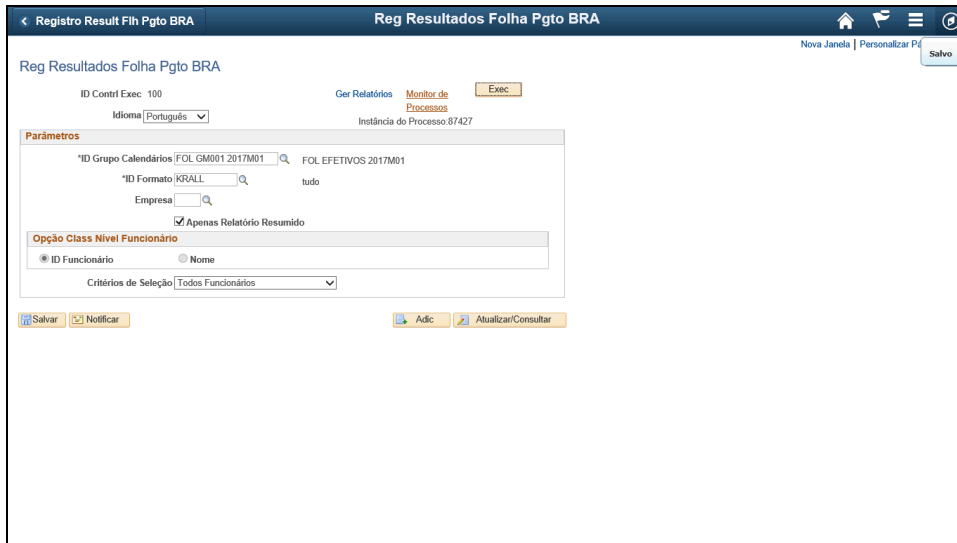 Registro Result Flh Pgto BRA
Reg Resultados Folha Pgto BRA
Nova Janela | Personalizar
Salvo
Reg Resultados Folha Pgto BRA
ID Contrl Exec 100
Ger Relatórios
Monitor de
Processos
Exec
Idioma Português
Instância do Processo:87427
Parâmetros
*ID Grupo Calendários FOL GM001 2017M01 FOL EFETIVOS 2017M01
*ID Formato KRALL tudo
Empresa
Apenas Relatório Resumido
Opção Class Nível Funcionário
ID Funcionário Nome
Critérios de Seleção Todos Funcionários
Salvar Notificar Adic Atualizar/Consultar